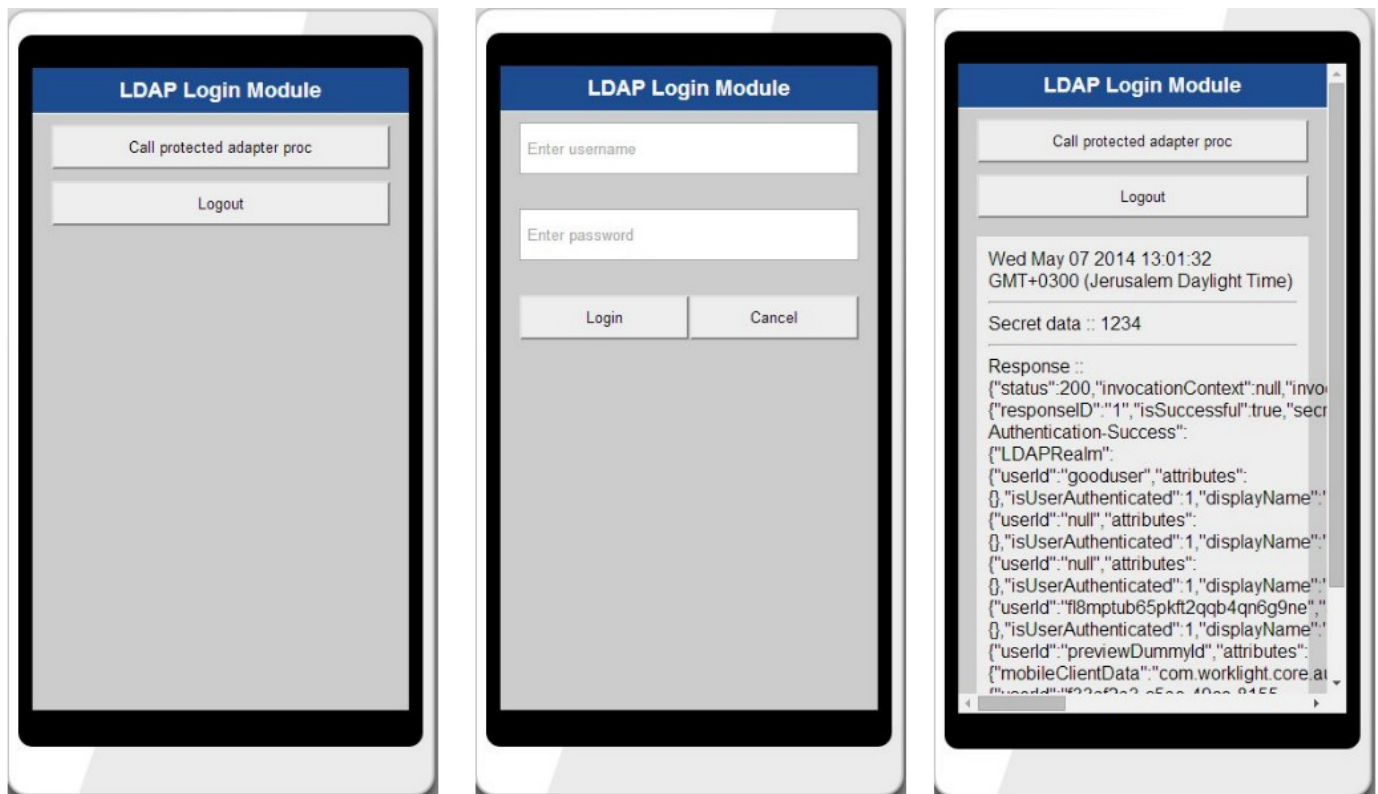 LDAP Login Module
Call protected adapter proc
Logout
LDAP Login Module
Enter username
Enter password
Login
Cancel
LDAP Login Module
Call protected adapter proc
Logout
Wed May 07 2014 13:01:32
GMT+0300 (Jerusalem Daylight Time)
Secret data :: 1234
Response ::
{"status":200,"invocationContext":null,"invo
{"responseID":"1","isSuccessful":true,"secr
Authentication-Success":
{"LDAPRealm":
{"userId":"gooduser","attributes":
{},"isUserAuthenticated":1,"displayName":"
{"userId":"null","attributes":
{},"isUserAuthenticated":1,"displayName":"
{"userId":"null","attributes":
{},"isUserAuthenticated":1,"displayName":"
{"userId":"fl8mptub65pkft2qqb4qn6g9ne","
{},"isUserAuthenticated":1,"displayName":"
{"userId":"previewDummyId","attributes":
{"mobileClientData":"com.worklight.core.au